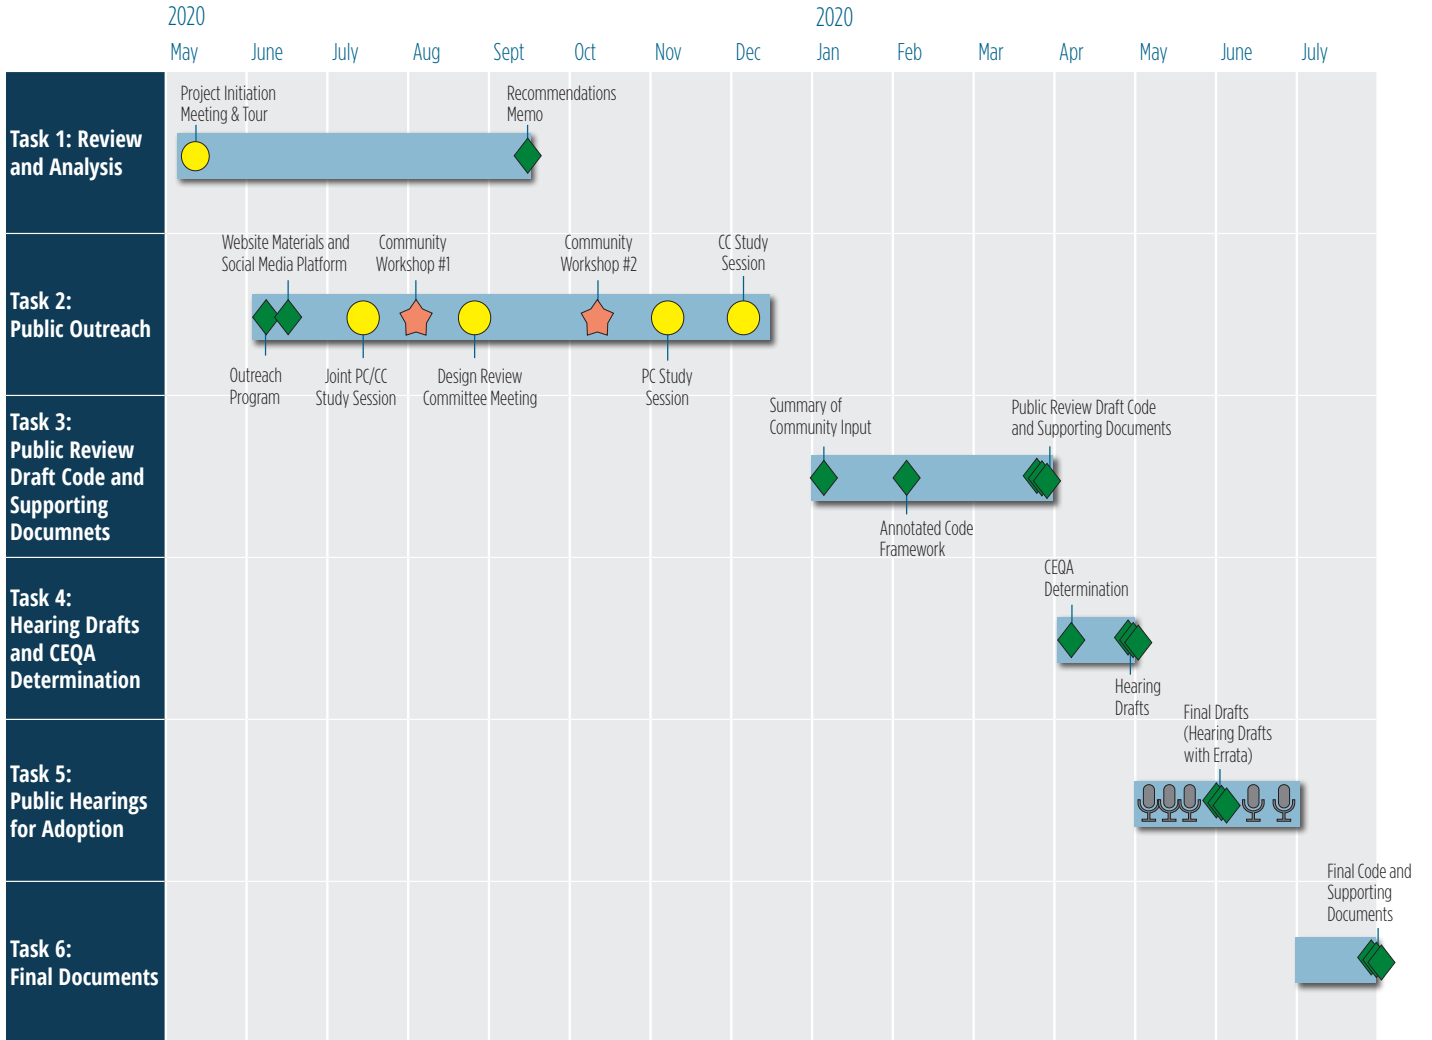 2020
2020
May
June
July
Aug
Sept
Oct
Nov
Dec
Jan
Feb
Mar
Apr
May
June
July
Task 1: Review
and Analysis
Project Initiation
Meeting & Tour
Recommendations
Memo
Task 2:
Public Outreach
Website Materials and
Social Media Platform
Community
Workshop #1
Community
Workshop #2
CC Study
Session
Outreach
Program
Joint PC/CC
Study Session
Design Review
Committee Meeting
PC Study
Session
Task 3:
Public Review
Draft Code and
Supporting
Documnets
Summary of
Community Input
Public Review Draft Code
and Supporting Documents
Annotated Code
Framework
Task 4:
Hearing Drafts
and CEQA
Determination
CEQA
Determination
Hearing
Drafts
Task 5:
Public Hearings
for Adoption
Final Drafts
(Hearing Drafts
with Errata)
Task 6:
Final Documents
Final Code and
Supporting
Documents